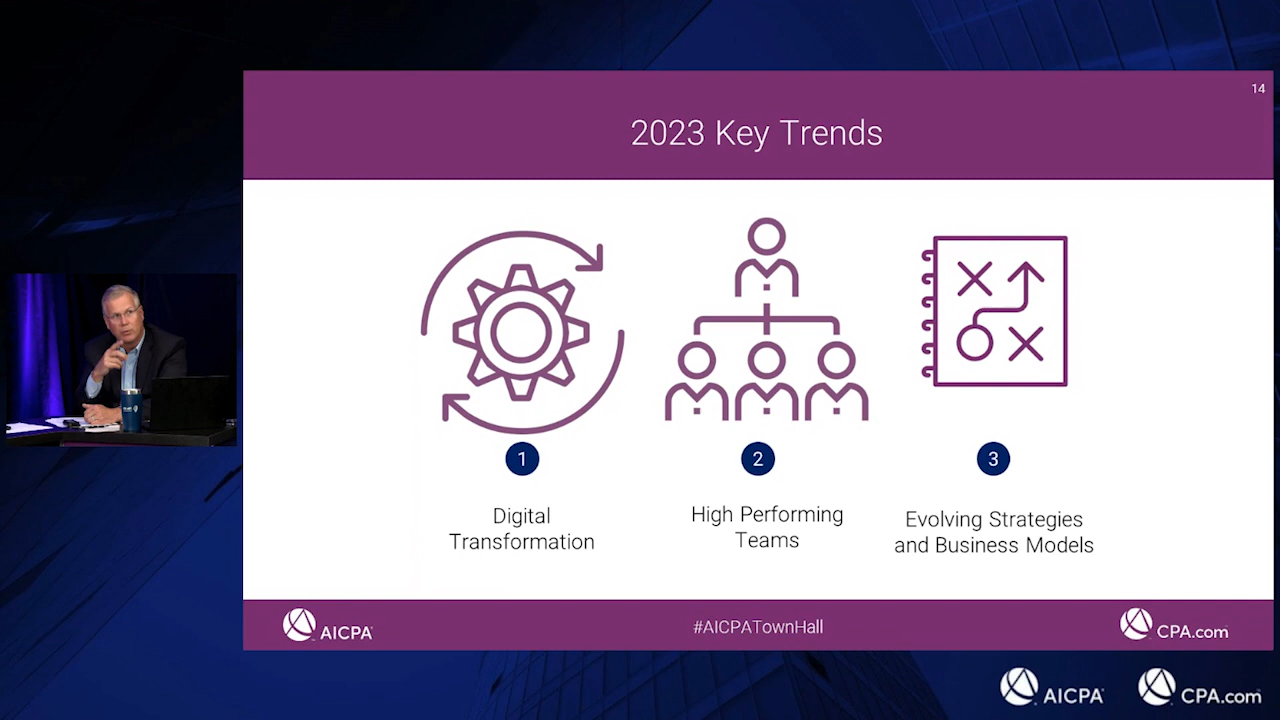 14
2023 Key Trends
1
2
3
Digital
Transformation
High Performing
Teams
Evolving Strategies
and Business Models
AICPA
#AICPATownHall
CPA.com
AICPA
CPA.com